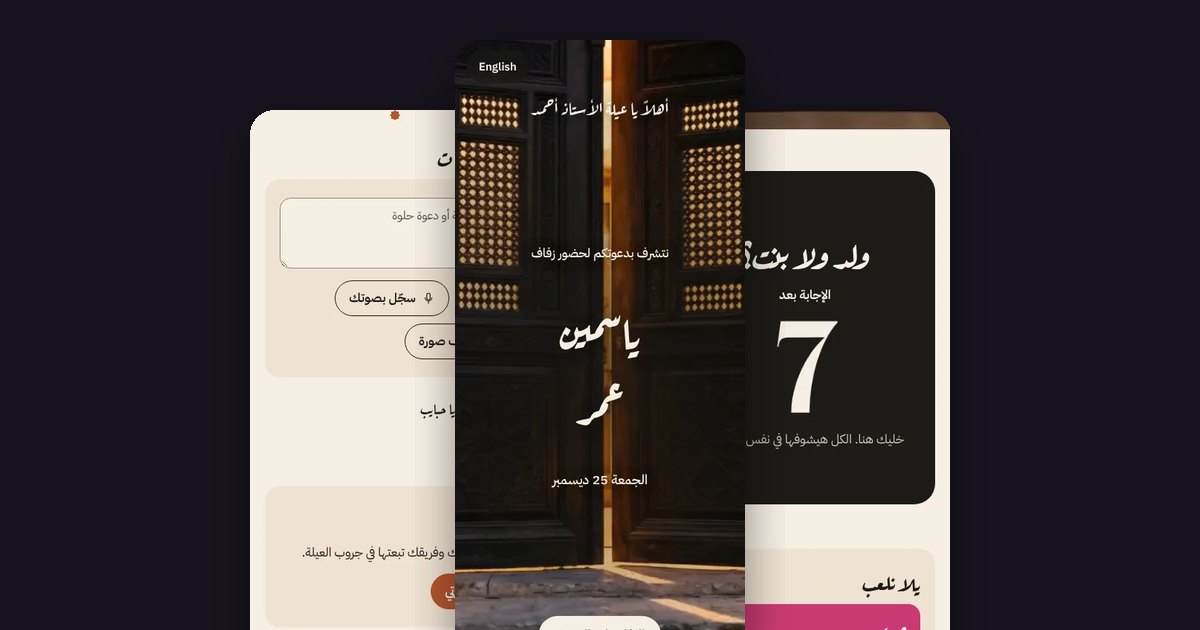 English
أهلاً يا عيلة الأستاذ أحمد
نتشرف بدعوتكم لحضور زفاف
ياسمين
عمر
الجمعة 25 ديسمبر
ولد ولا بنت؟
الإجابة بعد
7
خليك هنا. الكل هيشوفها في نفس
يلا نلعب
أو دعوة حلوة
سجّل بصوتك
صورة
يا حبايب
وفريقك تبعتها في جروب العيلة.